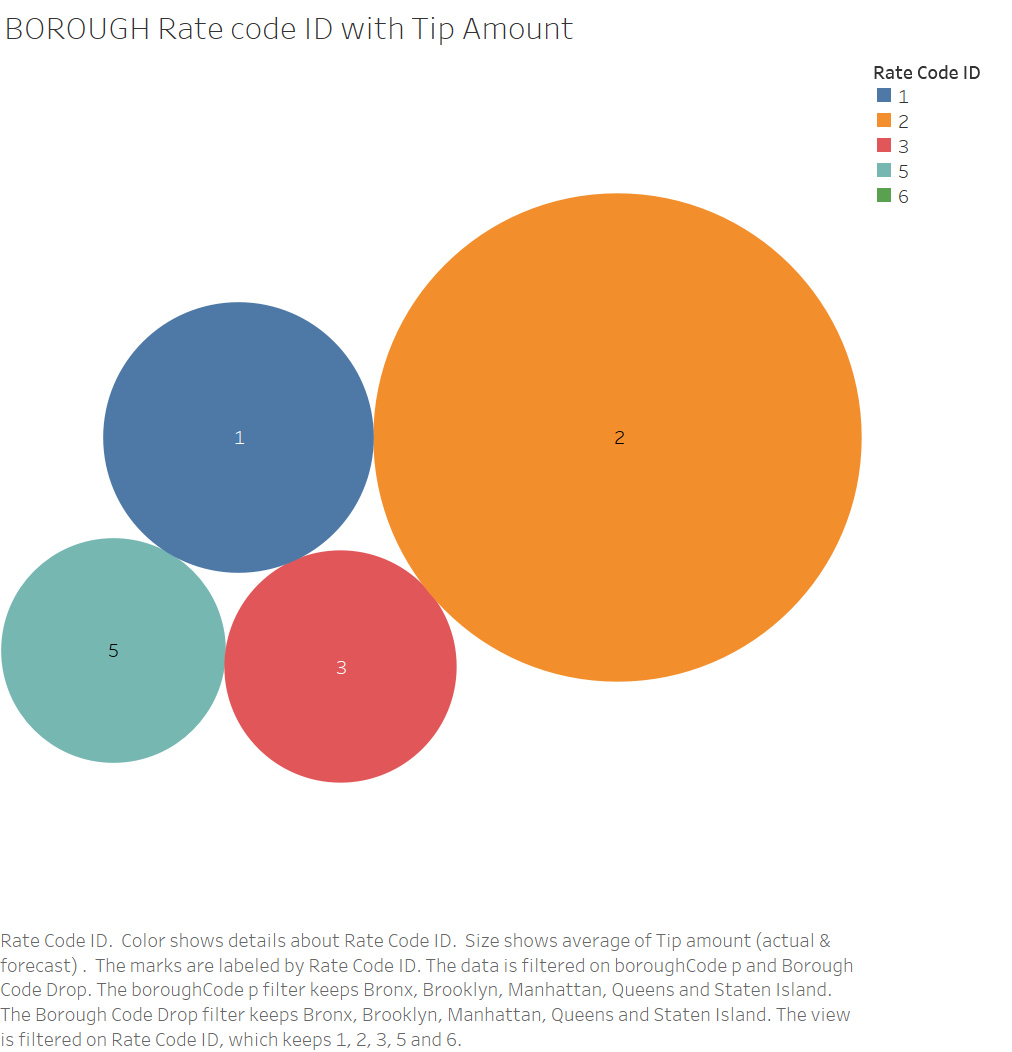 BOROUGH Rate code ID with Tip Amount
Rate Code ID
1
2
3
5
6
1
2
5
3
Rate Code ID.  Color shows details about Rate Code ID.  Size shows average of Tip amount (actual &
forecast) .  The marks are labeled by Rate Code ID. The data is filtered on boroughCode p and Borough
Code Drop. The boroughCode p filter keeps Bronx, Brooklyn, Manhattan, Queens and Staten Island.
The Borough Code Drop filter keeps Bronx, Brooklyn, Manhattan, Queens and Staten Island. The view
is filtered on Rate Code ID, which keeps 1, 2, 3, 5 and 6.